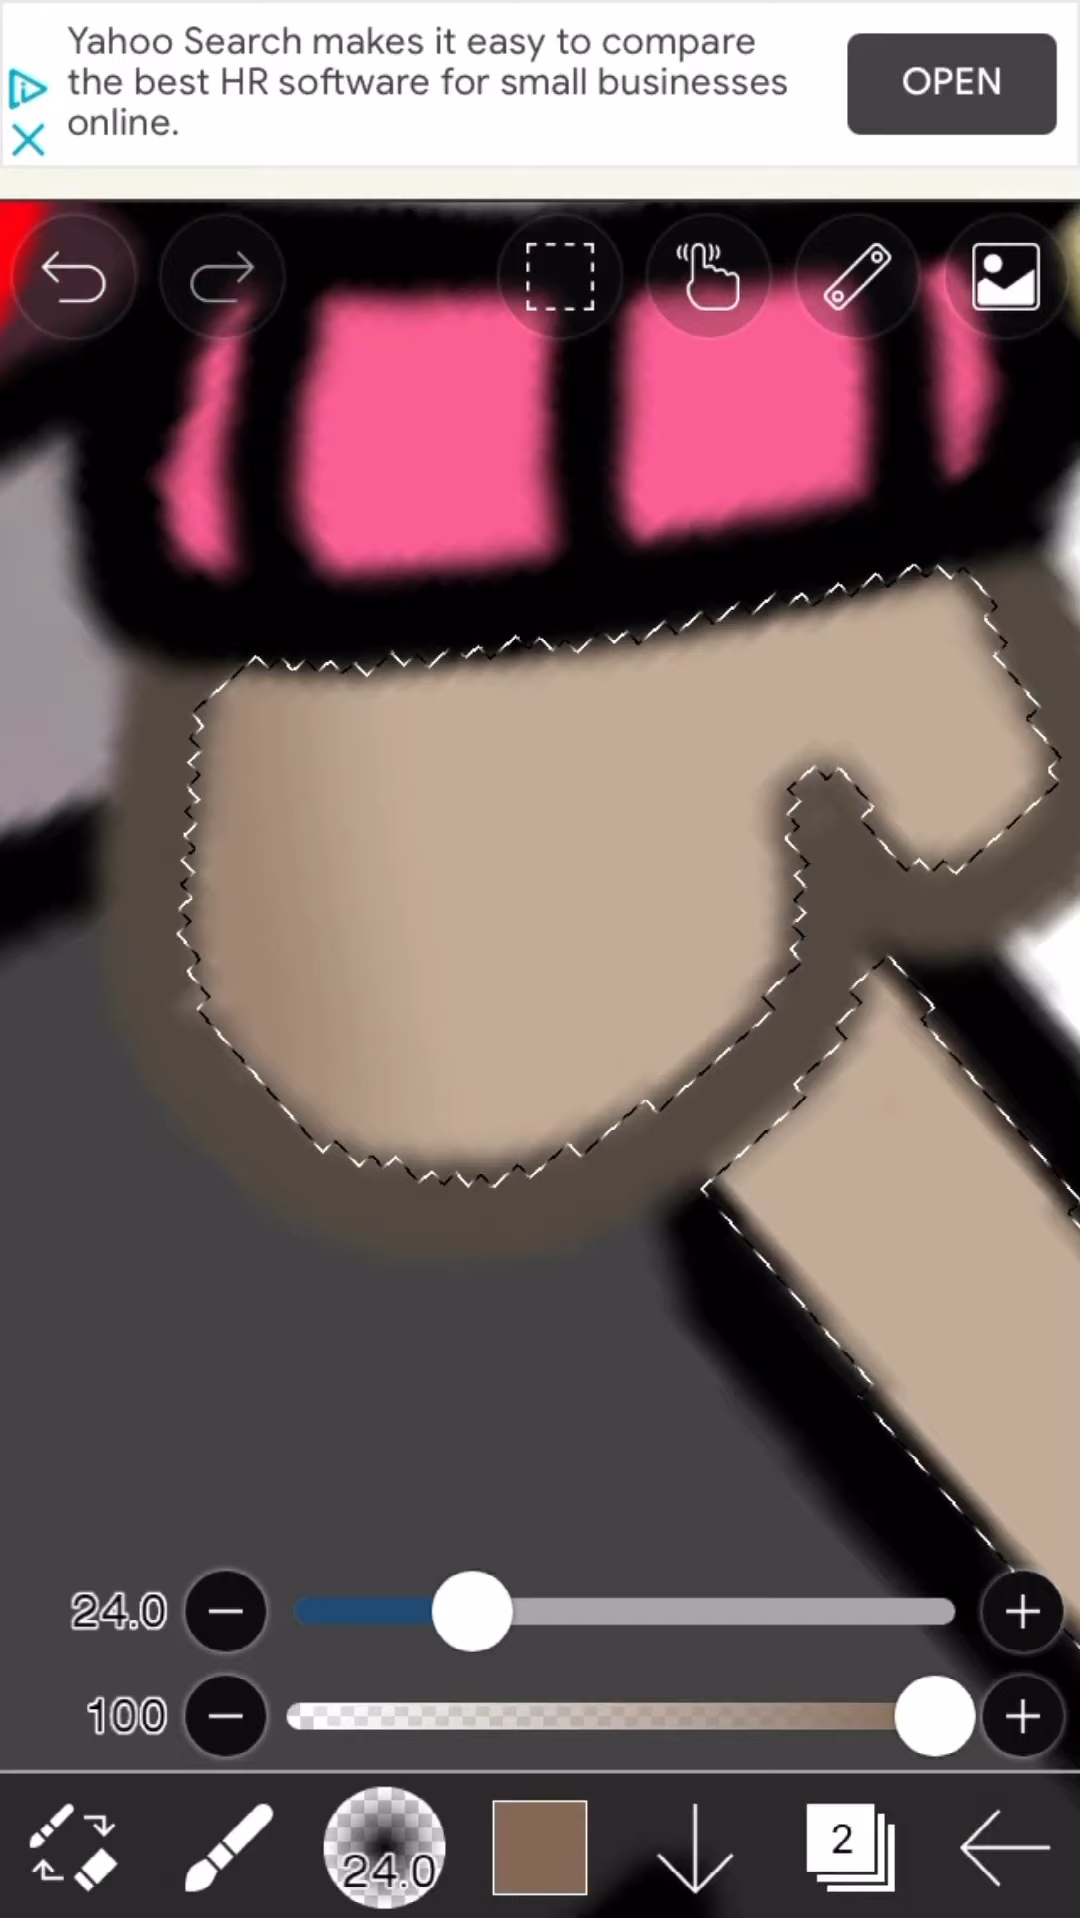 Yahoo Search makes it easy to compare
the best HR software for small businesses
online.
OPEN
24.0
100
24.0
2